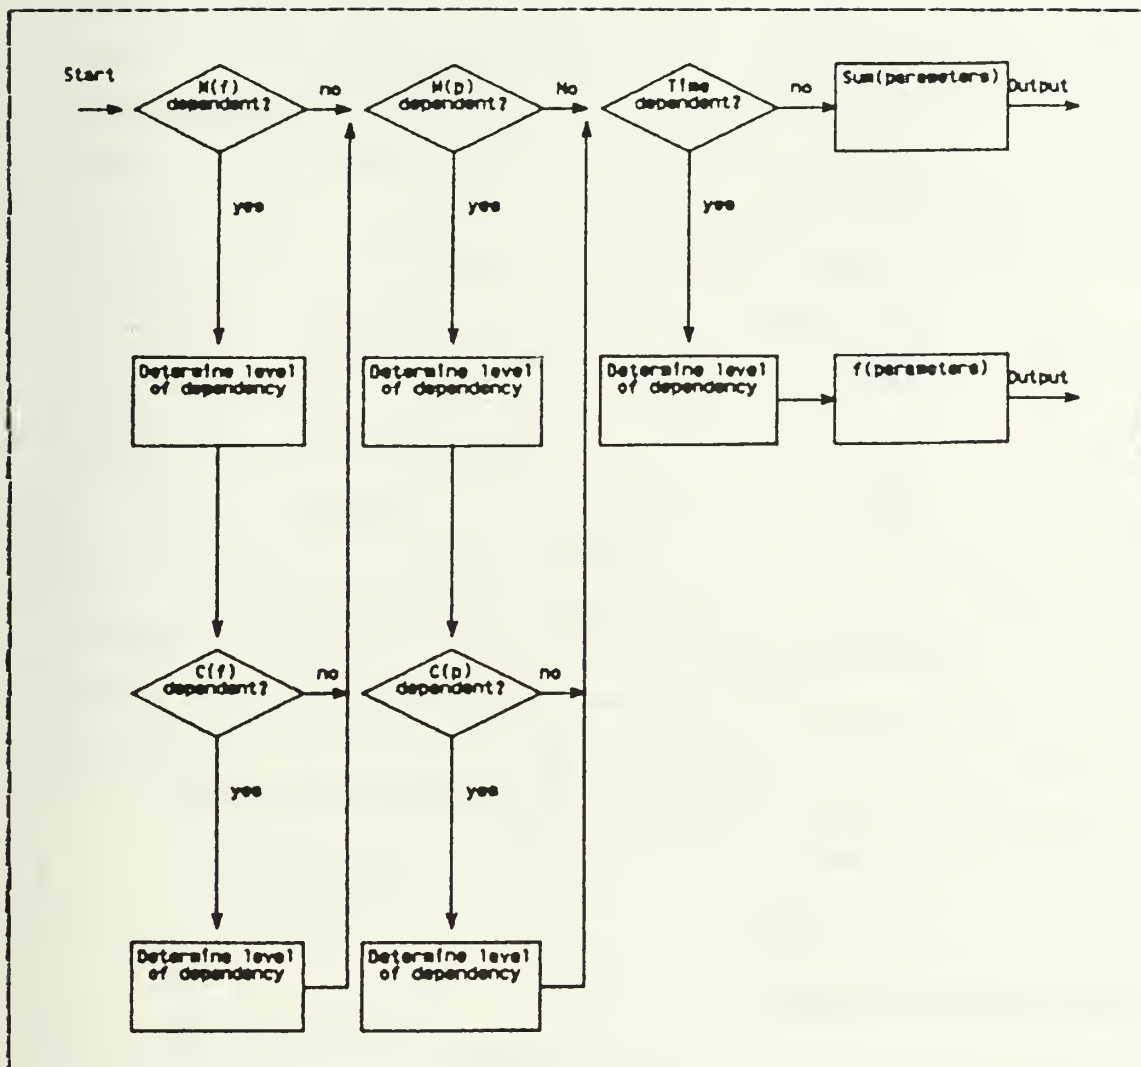 Start
M(f)
dependent?
no
M(p)
dependent?
No
Time
dependent?
no
Sum(parameters)
Output
yes
yes
yes
Determine level
of dependency
Determine level
of dependency
Determine level
of dependency
f(parameters)
Output
C(f)
dependent?
no
C(p)
dependent?
no
yes
yes
Determine level
of dependency
Determine level
of dependency